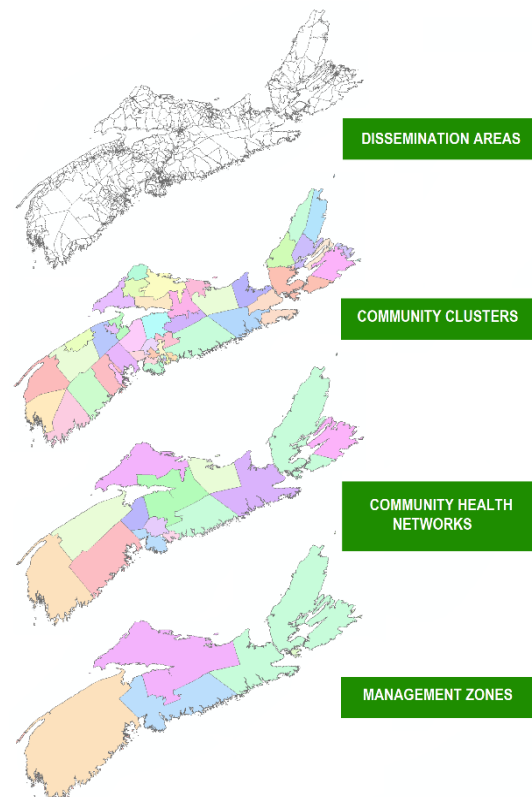 DISSEMINATION AREAS
COMMUNITY CLUSTERS
COMMUNITY HEALTH
NETWORKS
MANAGEMENT ZONES